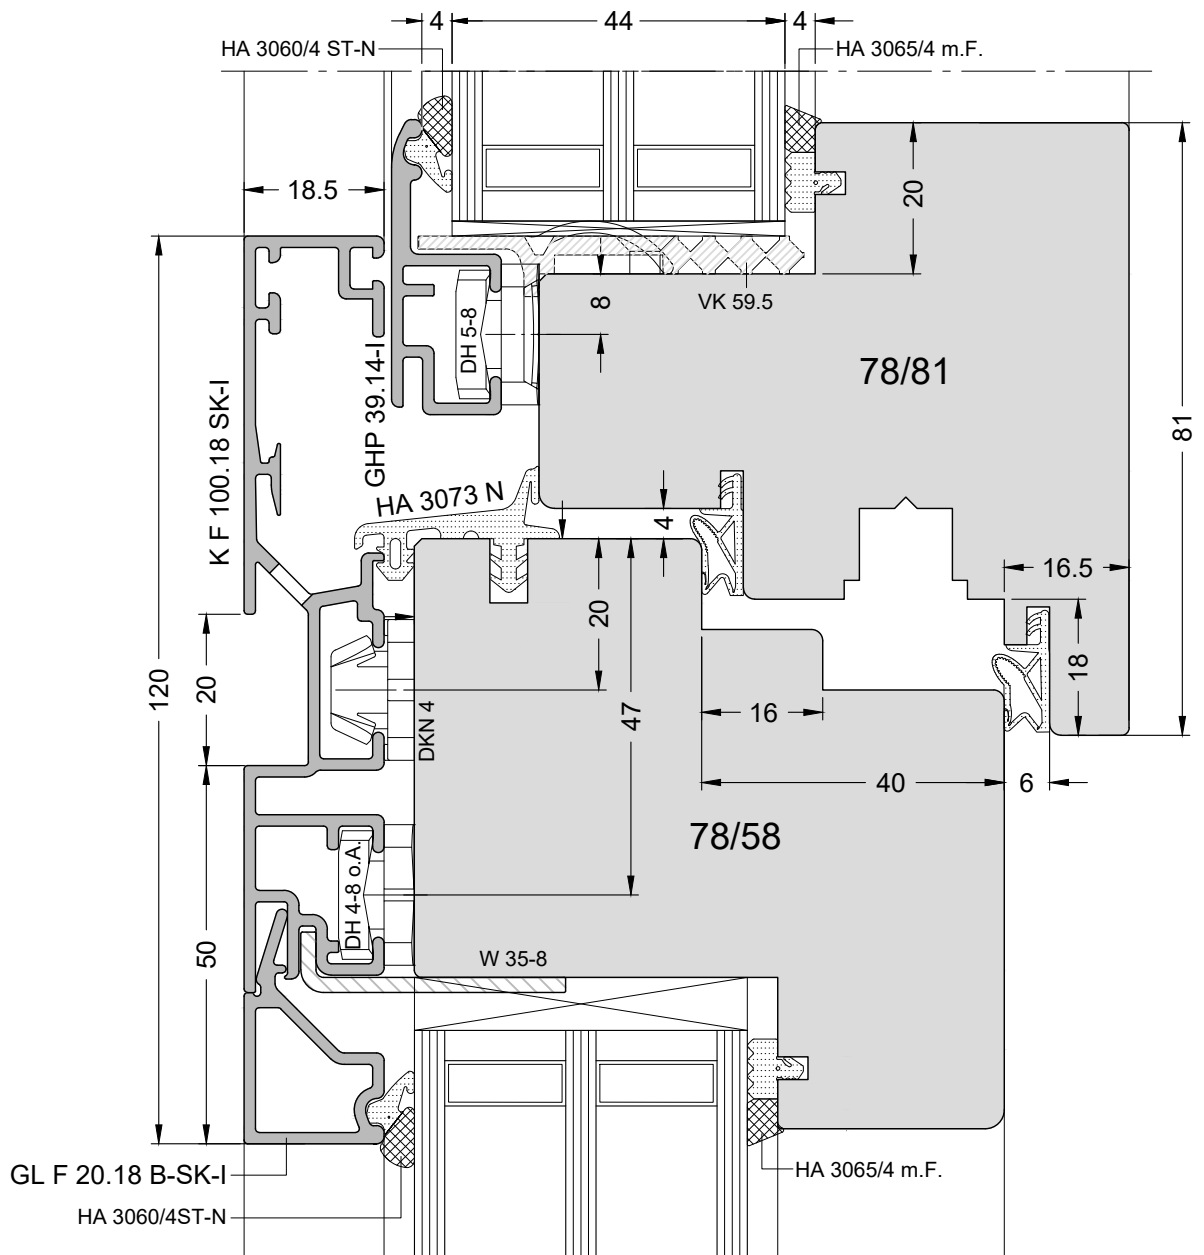 4
44
4
HA 3060/4 ST-N
HA 3065/4 m.F.
18.5
20
DH 5-8
8
VK 59.5
78/81
K F 100.18 SK-I
GHP 39.14-I
81
HA 3073 N
4
16.5
120
20
20
47
DKN 4
16
18
40
6
78/58
50
DH 4-8 o.A.
W 35-8
GL F 20.18 B-SK-I
HA 3065/4 m.F.
HA 3060/4ST-N